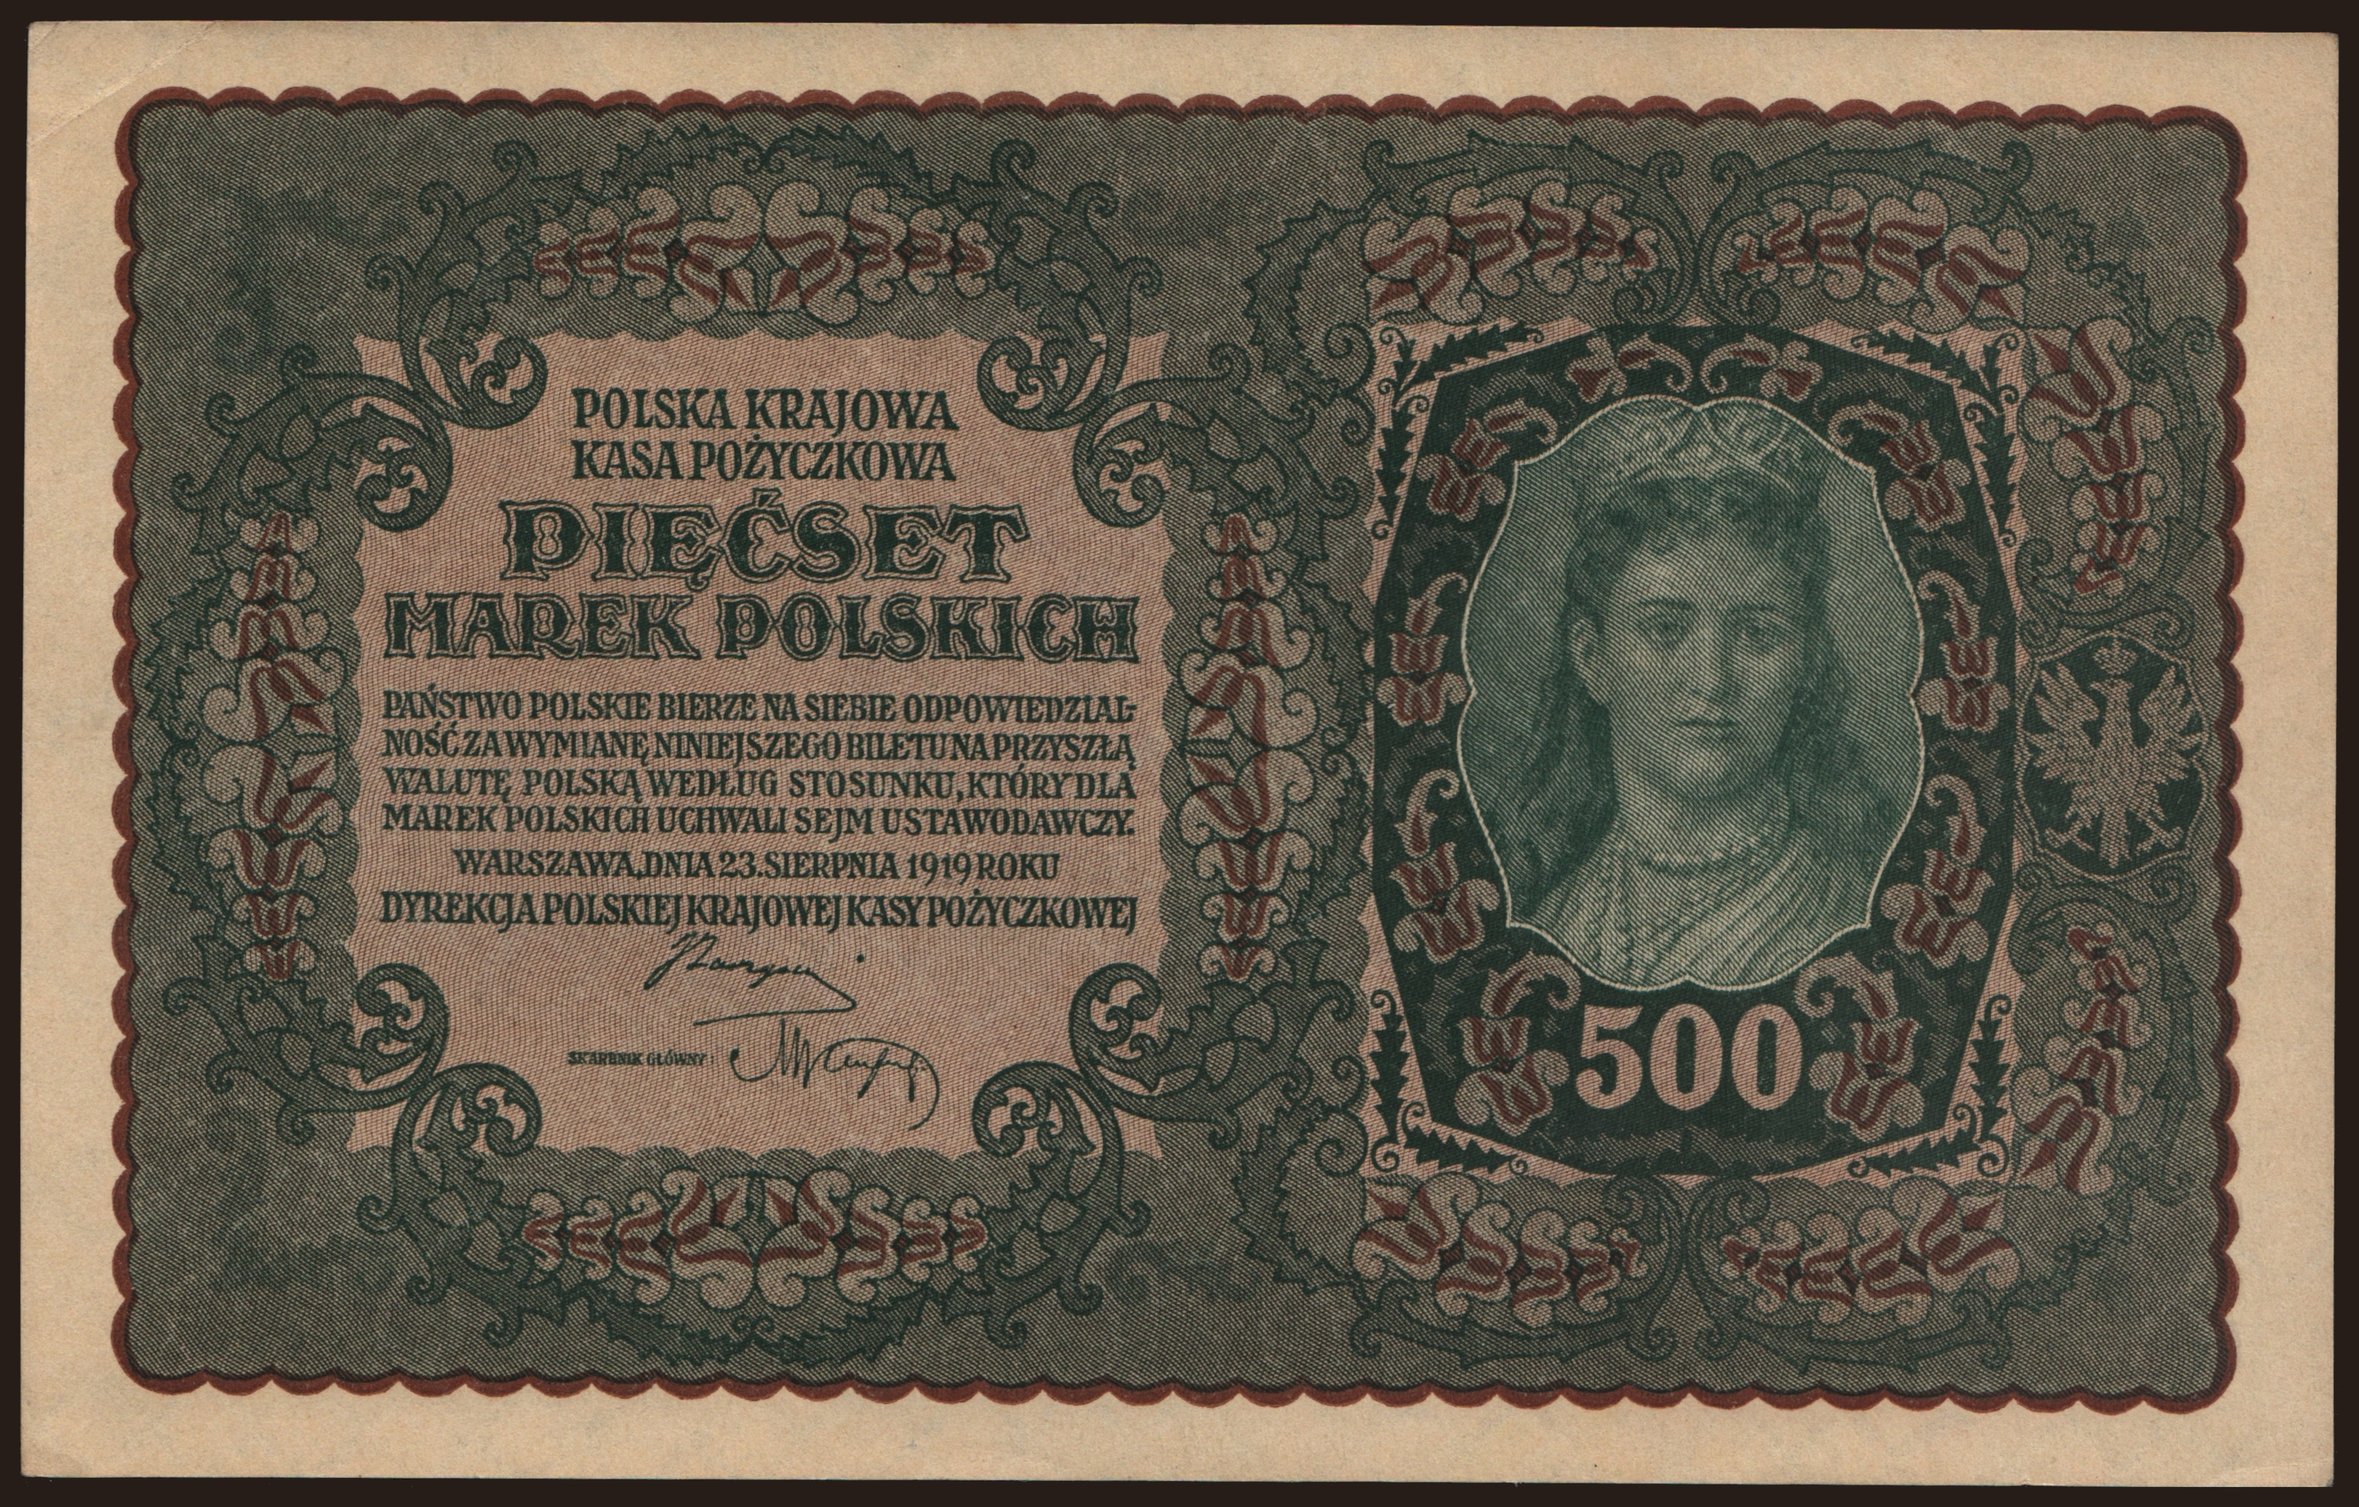 POLSKA KRAJOWA
KASA POŻYCZKOWA
PIĘĆSET
MAREK POLSKICH
PAŃSTWO POLSKIE BIERZE NA SIEBIE ODPOWIEDZIAL-
NOŚĆ ZA WYMIANĘ NINIEJSZEGO BILETU NA PRZYSZŁĄ
WALUTĘ POLSKĄ WEDŁUG STOSUNKU, KTÓRY DLA
MAREK POLSKICH UCHWALI SEJM USTAWODAWCZY.
WARSZAWA, DNIA 23. SIERPNIA 1919 ROKU
DYREKCJA POLSKIEJ KRAJOWEJ KASY POŻYCZKOWEJ
SKARBNIK GŁÓWNY:
500